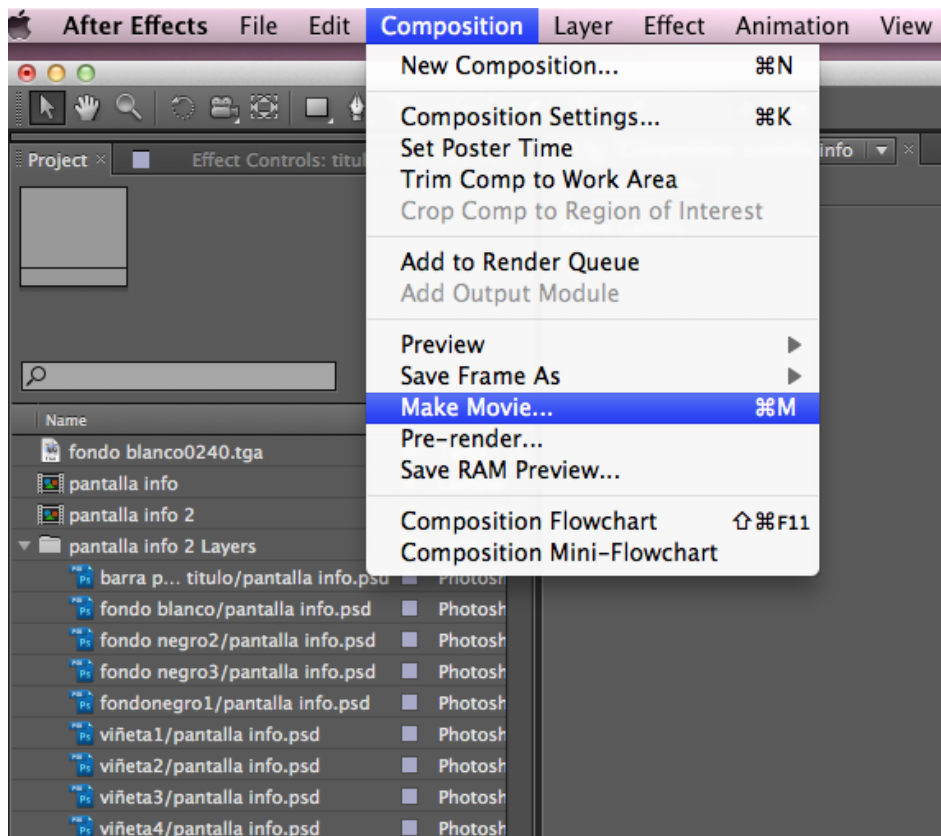 After Effects File Edit Composition Layer Effect Animation View
New Composition... ⌘N
Composition Settings... ⌘K
Set Poster Time
Trim Comp to Work Area
Crop Comp to Region of Interest
Add to Render Queue
Add Output Module
Preview
Save Frame As
Make Movie... ⌘M
Pre-render...
Save RAM Preview...
Composition Flowchart ⇧⌘F11
Composition Mini-Flowchart
Project × Effect Controls: titul
info
Name
fondo blanco0240.tga
pantalla info
pantalla info 2
pantalla info 2 Layers
barra p... titulo/pantalla info.psd Photosh
fondo blanco/pantalla info.psd Photosh
fondo negro2/pantalla info.psd Photosh
fondo negro3/pantalla info.psd Photosh
fondonegro1/pantalla info.psd Photosh
viñeta1/pantalla info.psd Photosh
viñeta2/pantalla info.psd Photosh
viñeta3/pantalla info.psd Photosh
viñeta4/pantalla info.psd Photosh